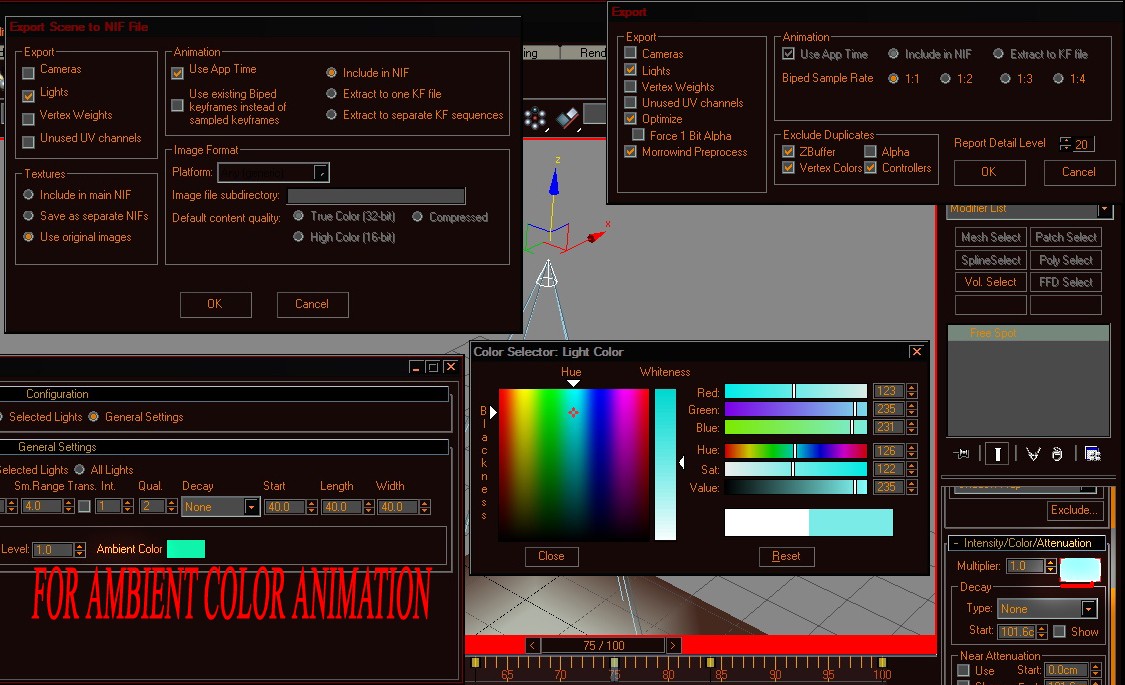 Export Scene to NIF File
Export
Cameras
Lights
Vertex Weights
Unused UV channels
Textures
Include in main NIF
Save as separate NIFs
Use original images
Animation
Use App Time
Use existing Biped
keyframes instead of
sampled keyframes
Include in NIF
Extract to one KF file
Extract to separate KF sequences
Image Format
Platform:
Image file subdirectory:
Default content quality:
True Color (32-bit)
Compressed
High Color (16-bit)
OK
Cancel
ing
Rend
Export
Export
Cameras
Lights
Vertex Weights
Unused UV channels
Optimize
Force 1 Bit Alpha
Morrowind Preprocess
Animation
Use App Time
Include in NIF
Extract to KF file
Biped Sample Rate
1:1
1:2
1:3
1:4
Exclude Duplicates
ZBuffer
Alpha
Vertex Colors
Controllers
Report Detail Level
20
OK
Cancel
z
x
Modifier List
Mesh Select
Patch Select
SplineSelect
Poly Select
Vol. Select
FFD Select
Free Spot
Configuration
Selected Lights
General Settings
General Settings
Selected Lights
All Lights
Sm.Range
Trans.
Int.
Qual.
Decay
Start
Length
Width
4.0
1
2
None
40.0
40.0
40.0
Level:
1.0
Ambient Color
FOR AMBIENT COLOR ANIMATION
Color Selector: Light Color
Hue
Whiteness
Blackness
Red:
123
Green:
235
Blue:
231
Hue:
126
Sat:
122
Value:
235
Close
Reset
Exclude...
- Intensity/Color/Attenuation
Multiplier:
1.0
Decay
Type:
None
Start:
101.6c
Show
Near Attenuation
Use
Start:
0.0cm
< 75 / 100 >
65
70
75
80
85
90
95
100